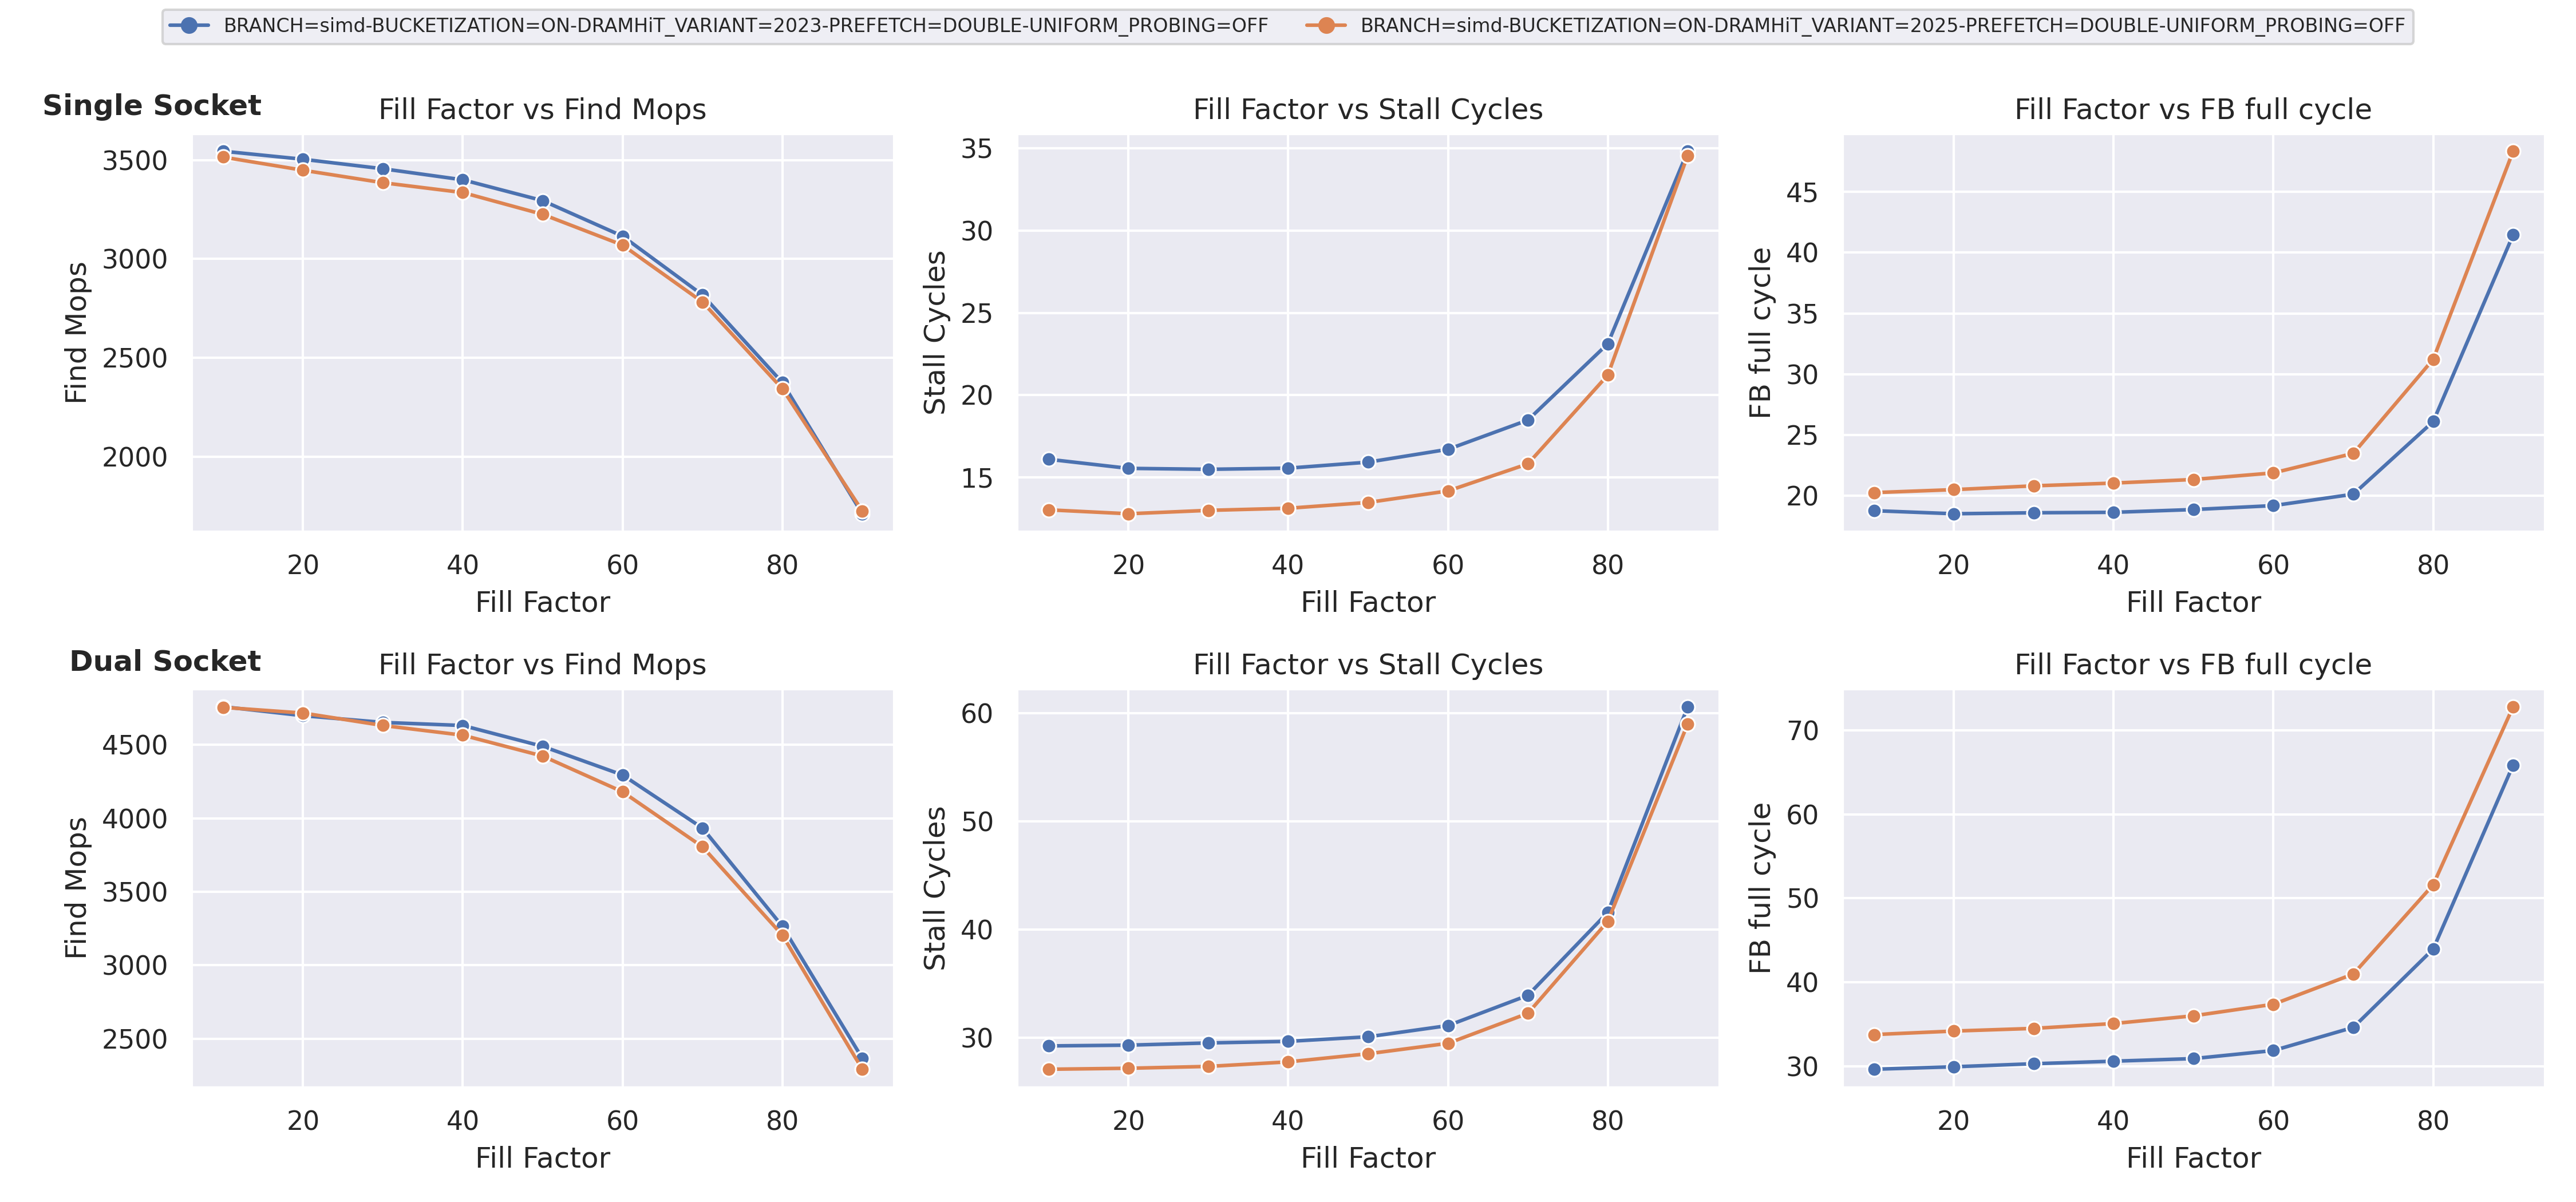 BRANCH=simd-BUCKETIZATION=ON-DRAMHiT_VARIANT=2023-PREFETCH=DOUBLE-UNIFORM_PROBING=OFF
BRANCH=simd-BUCKETIZATION=ON-DRAMHiT_VARIANT=2025-PREFETCH=DOUBLE-UNIFORM_PROBING=OFF
Single Socket
Fill Factor vs Find Mops
3500
3000
2500
2000
Find Mops
20 40 60 80
Fill Factor
Fill Factor vs Stall Cycles
35
30
25
20
15
Stall Cycles
20 40 60 80
Fill Factor
Fill Factor vs FB full cycle
45
40
35
30
25
20
FB full cycle
20 40 60 80
Fill Factor
Dual Socket
Fill Factor vs Find Mops
4500
4000
3500
3000
2500
Find Mops
20 40 60 80
Fill Factor
Fill Factor vs Stall Cycles
60
50
40
30
Stall Cycles
20 40 60 80
Fill Factor
Fill Factor vs FB full cycle
70
60
50
40
30
FB full cycle
20 40 60 80
Fill Factor